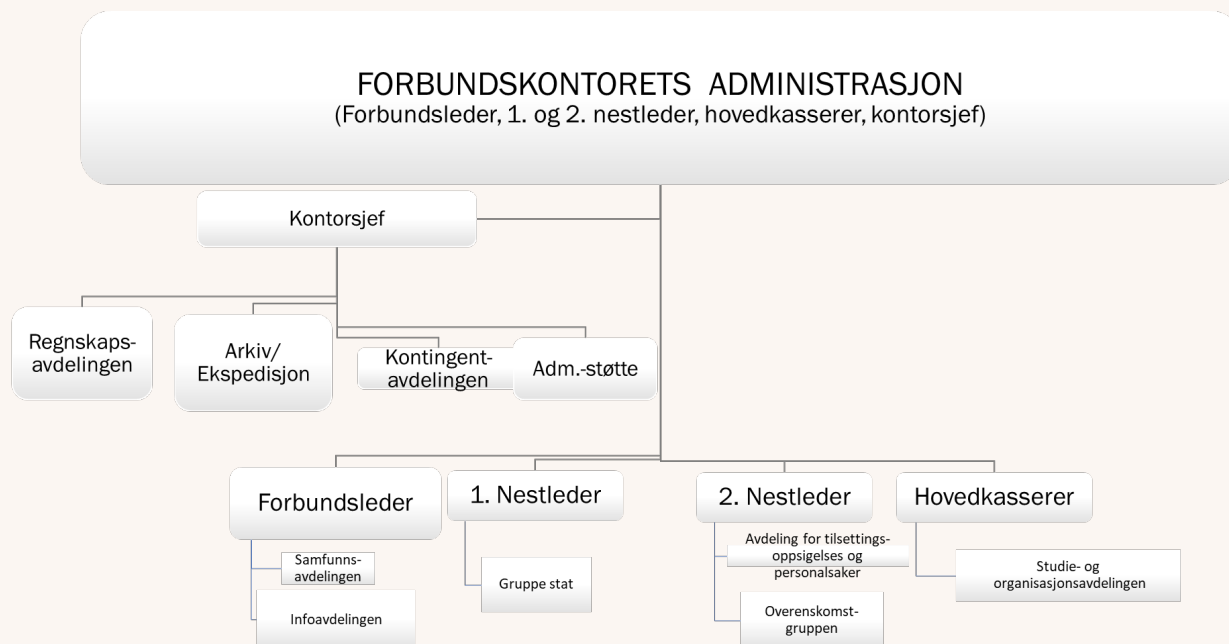 FORBUNDSKONTORETS ADMINISTRASJON
(Forbundsleder, 1. og 2. nestleder, hovedkasserer, kontorsjef)
Kontorsjef
Regnskaps-
avdelingen
Arkiv/
Ekspedisjon
Kontingent-
avdelingen
Adm.-støtte
Forbundsleder
Samfunns-
avdelingen
Infoavdelingen
1. Nestleder
Gruppe stat
2. Nestleder
Avdeling for tilsettings-
oppsigelses og
personalsaker
Overenskomst-
gruppen
Hovedkasserer
Studie- og
organisasjonsavdelingen